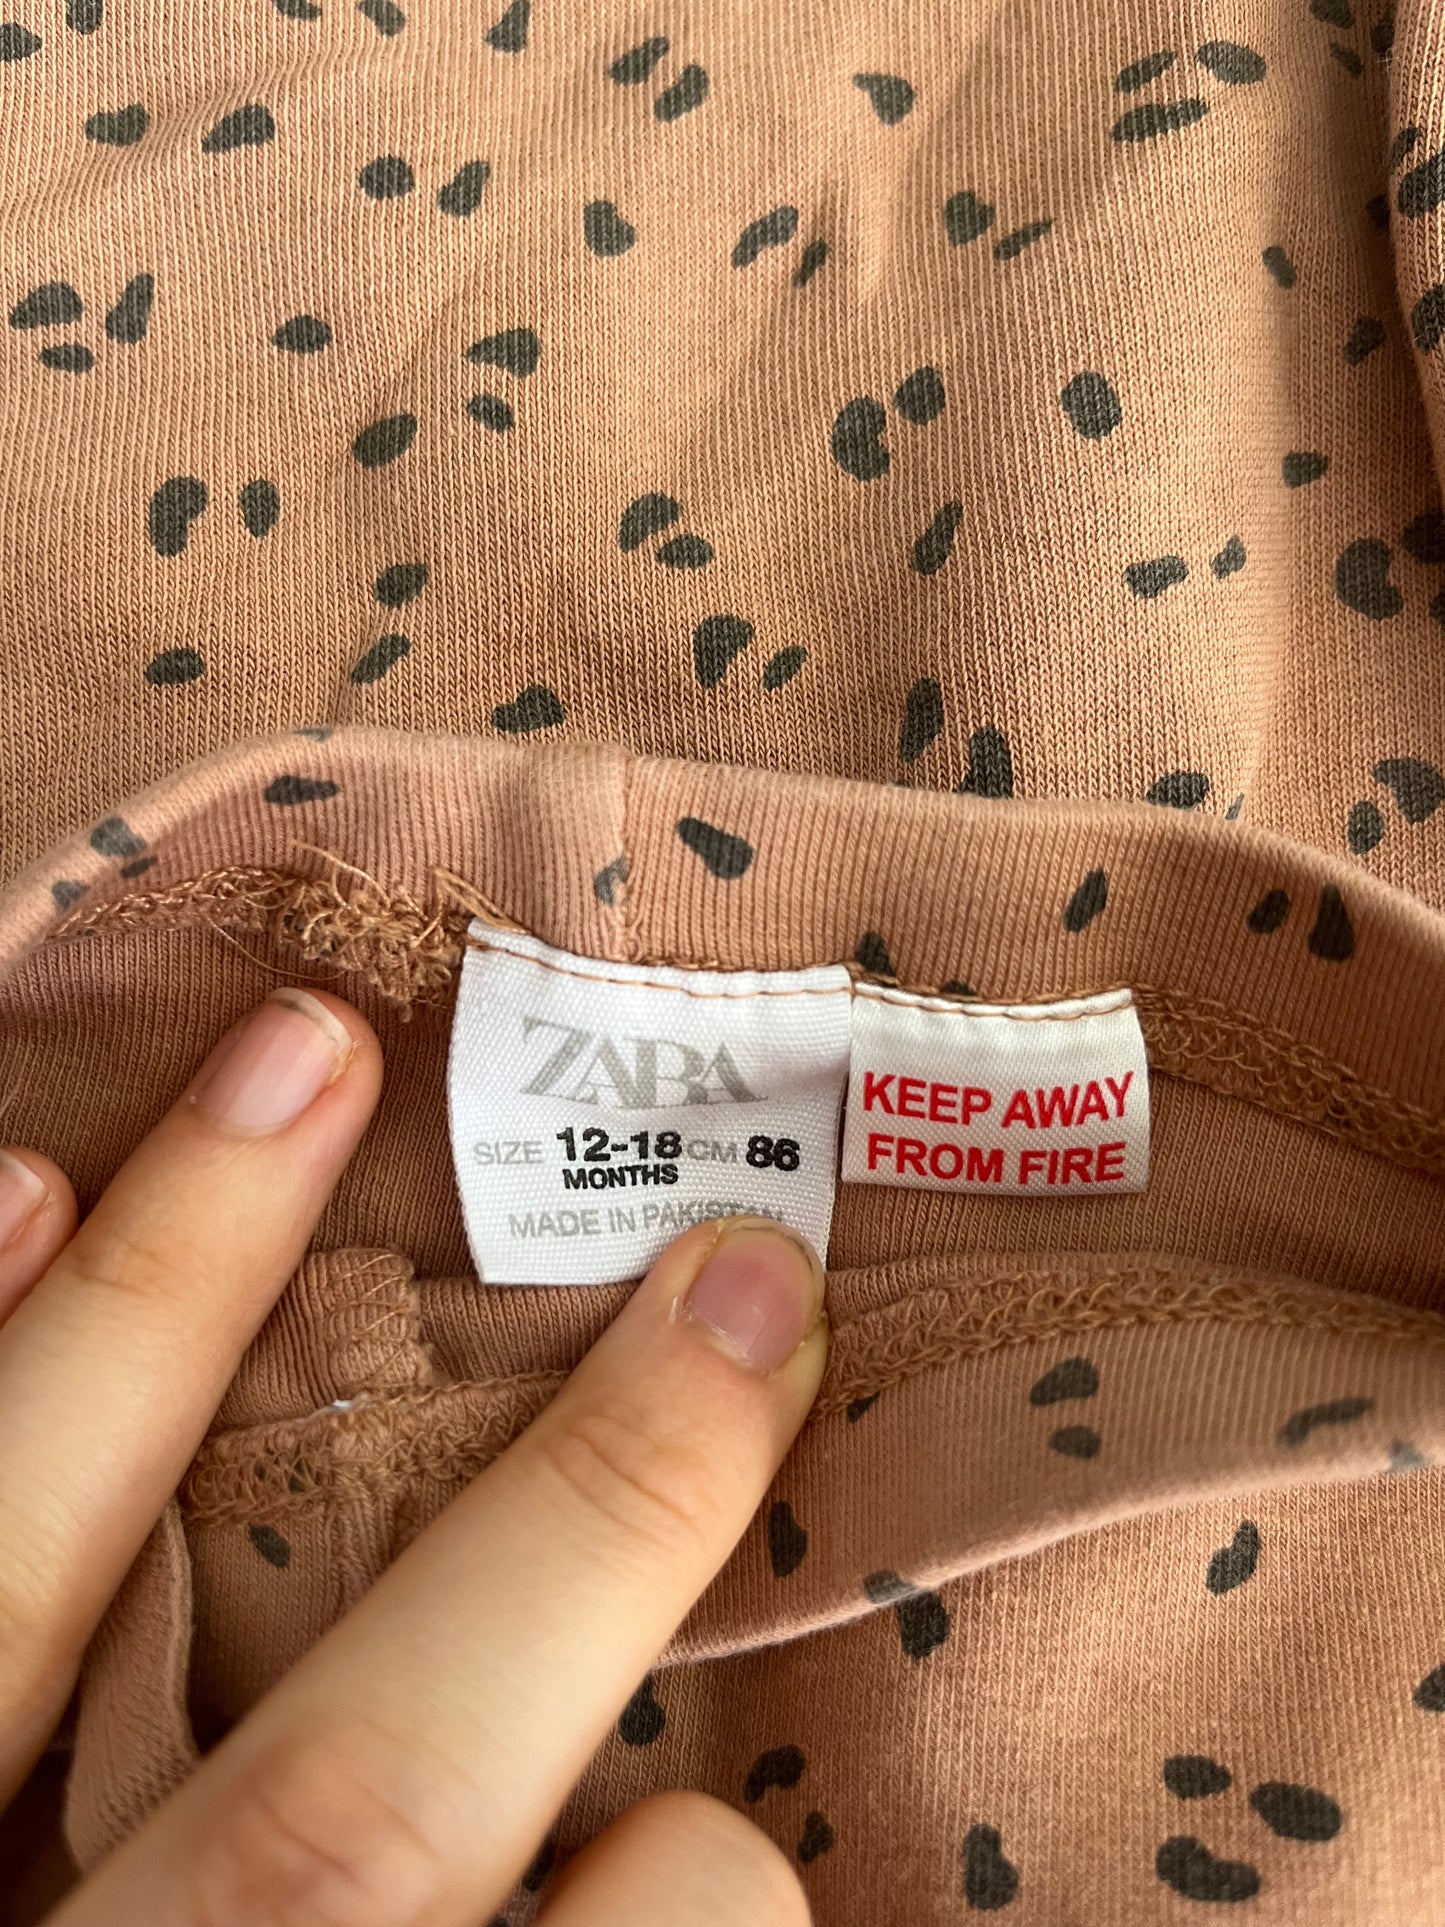 ZARA
SIZE 12-18 CM 86
MONTHS
MADE IN PAKISTAN
KEEP AWAY
FROM FIRE